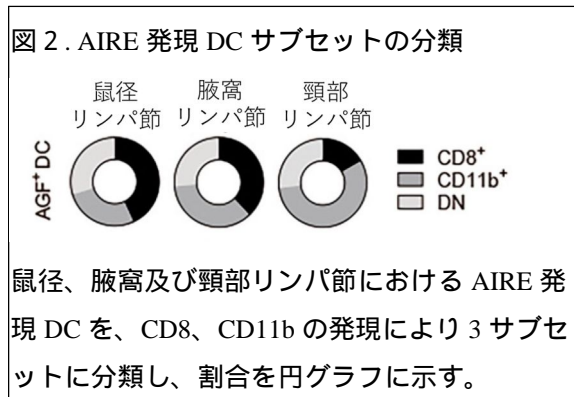 図２. AIRE 発現 DC サブセットの分類
鼠径 腋窩 頸部
リンパ節 リンパ節 リンパ節
AGF⁺ DC
CD8⁺
CD11b⁺
DN
鼠径、腋窩及び頸部リンパ節における AIRE 発
現 DC を、CD8、CD11b の発現により 3 サブセ
ットに分類し、割合を円グラフに示す。